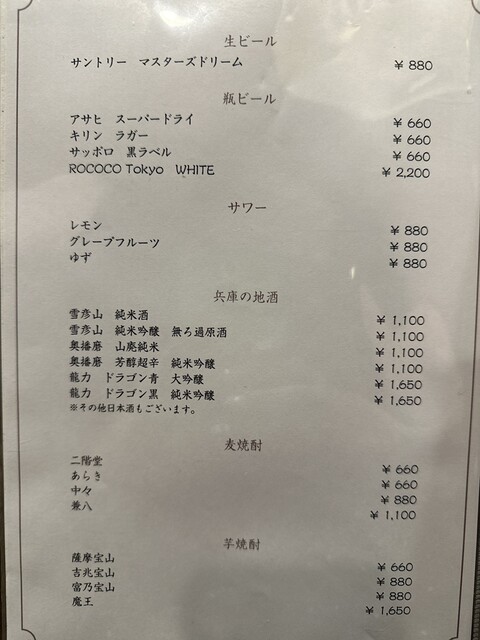 生ビール
サントリー　マスターズドリーム ￥880
瓶ビール
アサヒ　スーパードライ ￥660
キリン　ラガー ￥660
サッポロ　黒ラベル ￥660
ROCOCO Tokyo　WHITE ￥2,200
サワー
レモン ￥880
グレープフルーツ ￥880
ゆず ￥880
兵庫の地酒
雪彦山　純米酒 ￥1,100
雪彦山　純米吟醸　無ろ過原酒 ￥1,100
奥播磨　山廃純米 ￥1,100
奥播磨　芳醇超辛　純米吟醸 ￥1,100
龍力　ドラゴン青　大吟醸 ￥1,650
龍力　ドラゴン黒　純米吟醸 ￥1,650
※その他日本酒もございます。
麦焼酎
二階堂 ￥660
あらき ￥660
中々 ￥880
兼八 ￥1,100
芋焼酎
薩摩宝山 ￥660
吉兆宝山 ￥880
富乃宝山 ￥880
魔王 ￥1,650